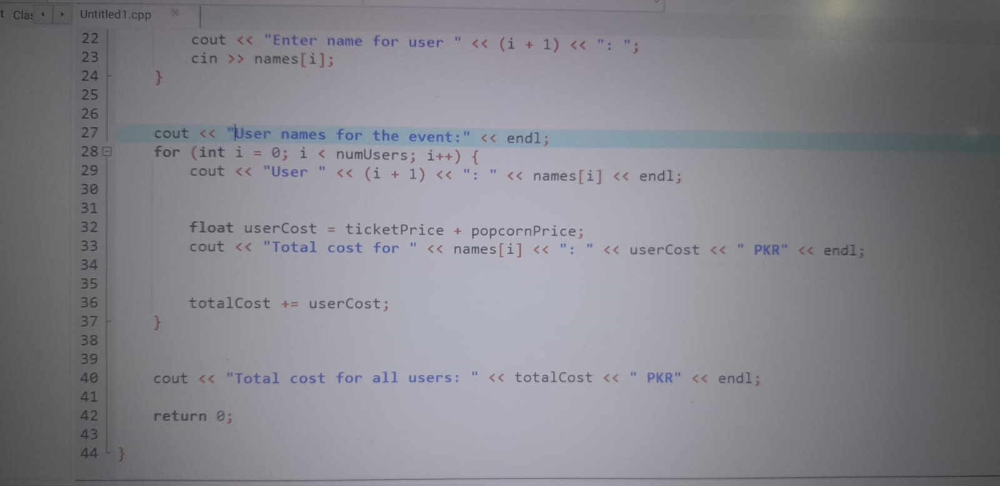 t Clas Untitled1.cpp
22 cout << "Enter name for user " << (i + 1) << ": ";
23 cin >> names[i];
24 }
25
26
27 cout << "User names for the event:" << endl;
28 for (int i = 0; i < numUsers; i++) {
29 cout << "User " << (i + 1) << ": " << names[i] << endl;
30
31
32 float userCost = ticketPrice + popcornPrice;
33 cout << "Total cost for " << names[i] << ": " << userCost << " PKR" << endl;
34
35
36 totalCost += userCost;
37 }
38
39
40 cout << "Total cost for all users: " << totalCost << " PKR" << endl;
41
42 return 0;
43
44 }